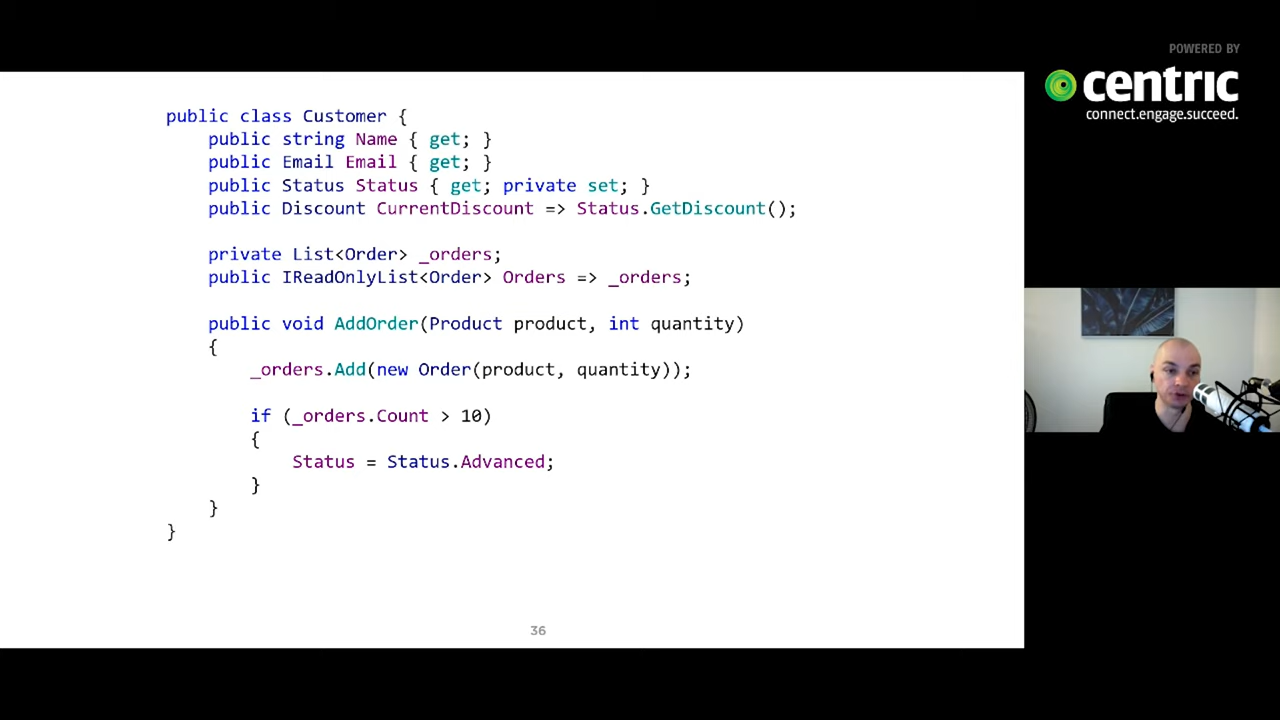 POWERED BY
centric
connect.engage.succeed.
public class Customer {
    public string Name { get; }
    public Email Email { get; }
    public Status Status { get; private set; }
    public Discount CurrentDiscount => Status.GetDiscount();
    private List<Order> _orders;
    public IReadOnlyList<Order> Orders => _orders;
    public void AddOrder(Product product, int quantity)
    {
        _orders.Add(new Order(product, quantity));
        if (_orders.Count > 10)
        {
            Status = Status.Advanced;
        }
    }
}
36